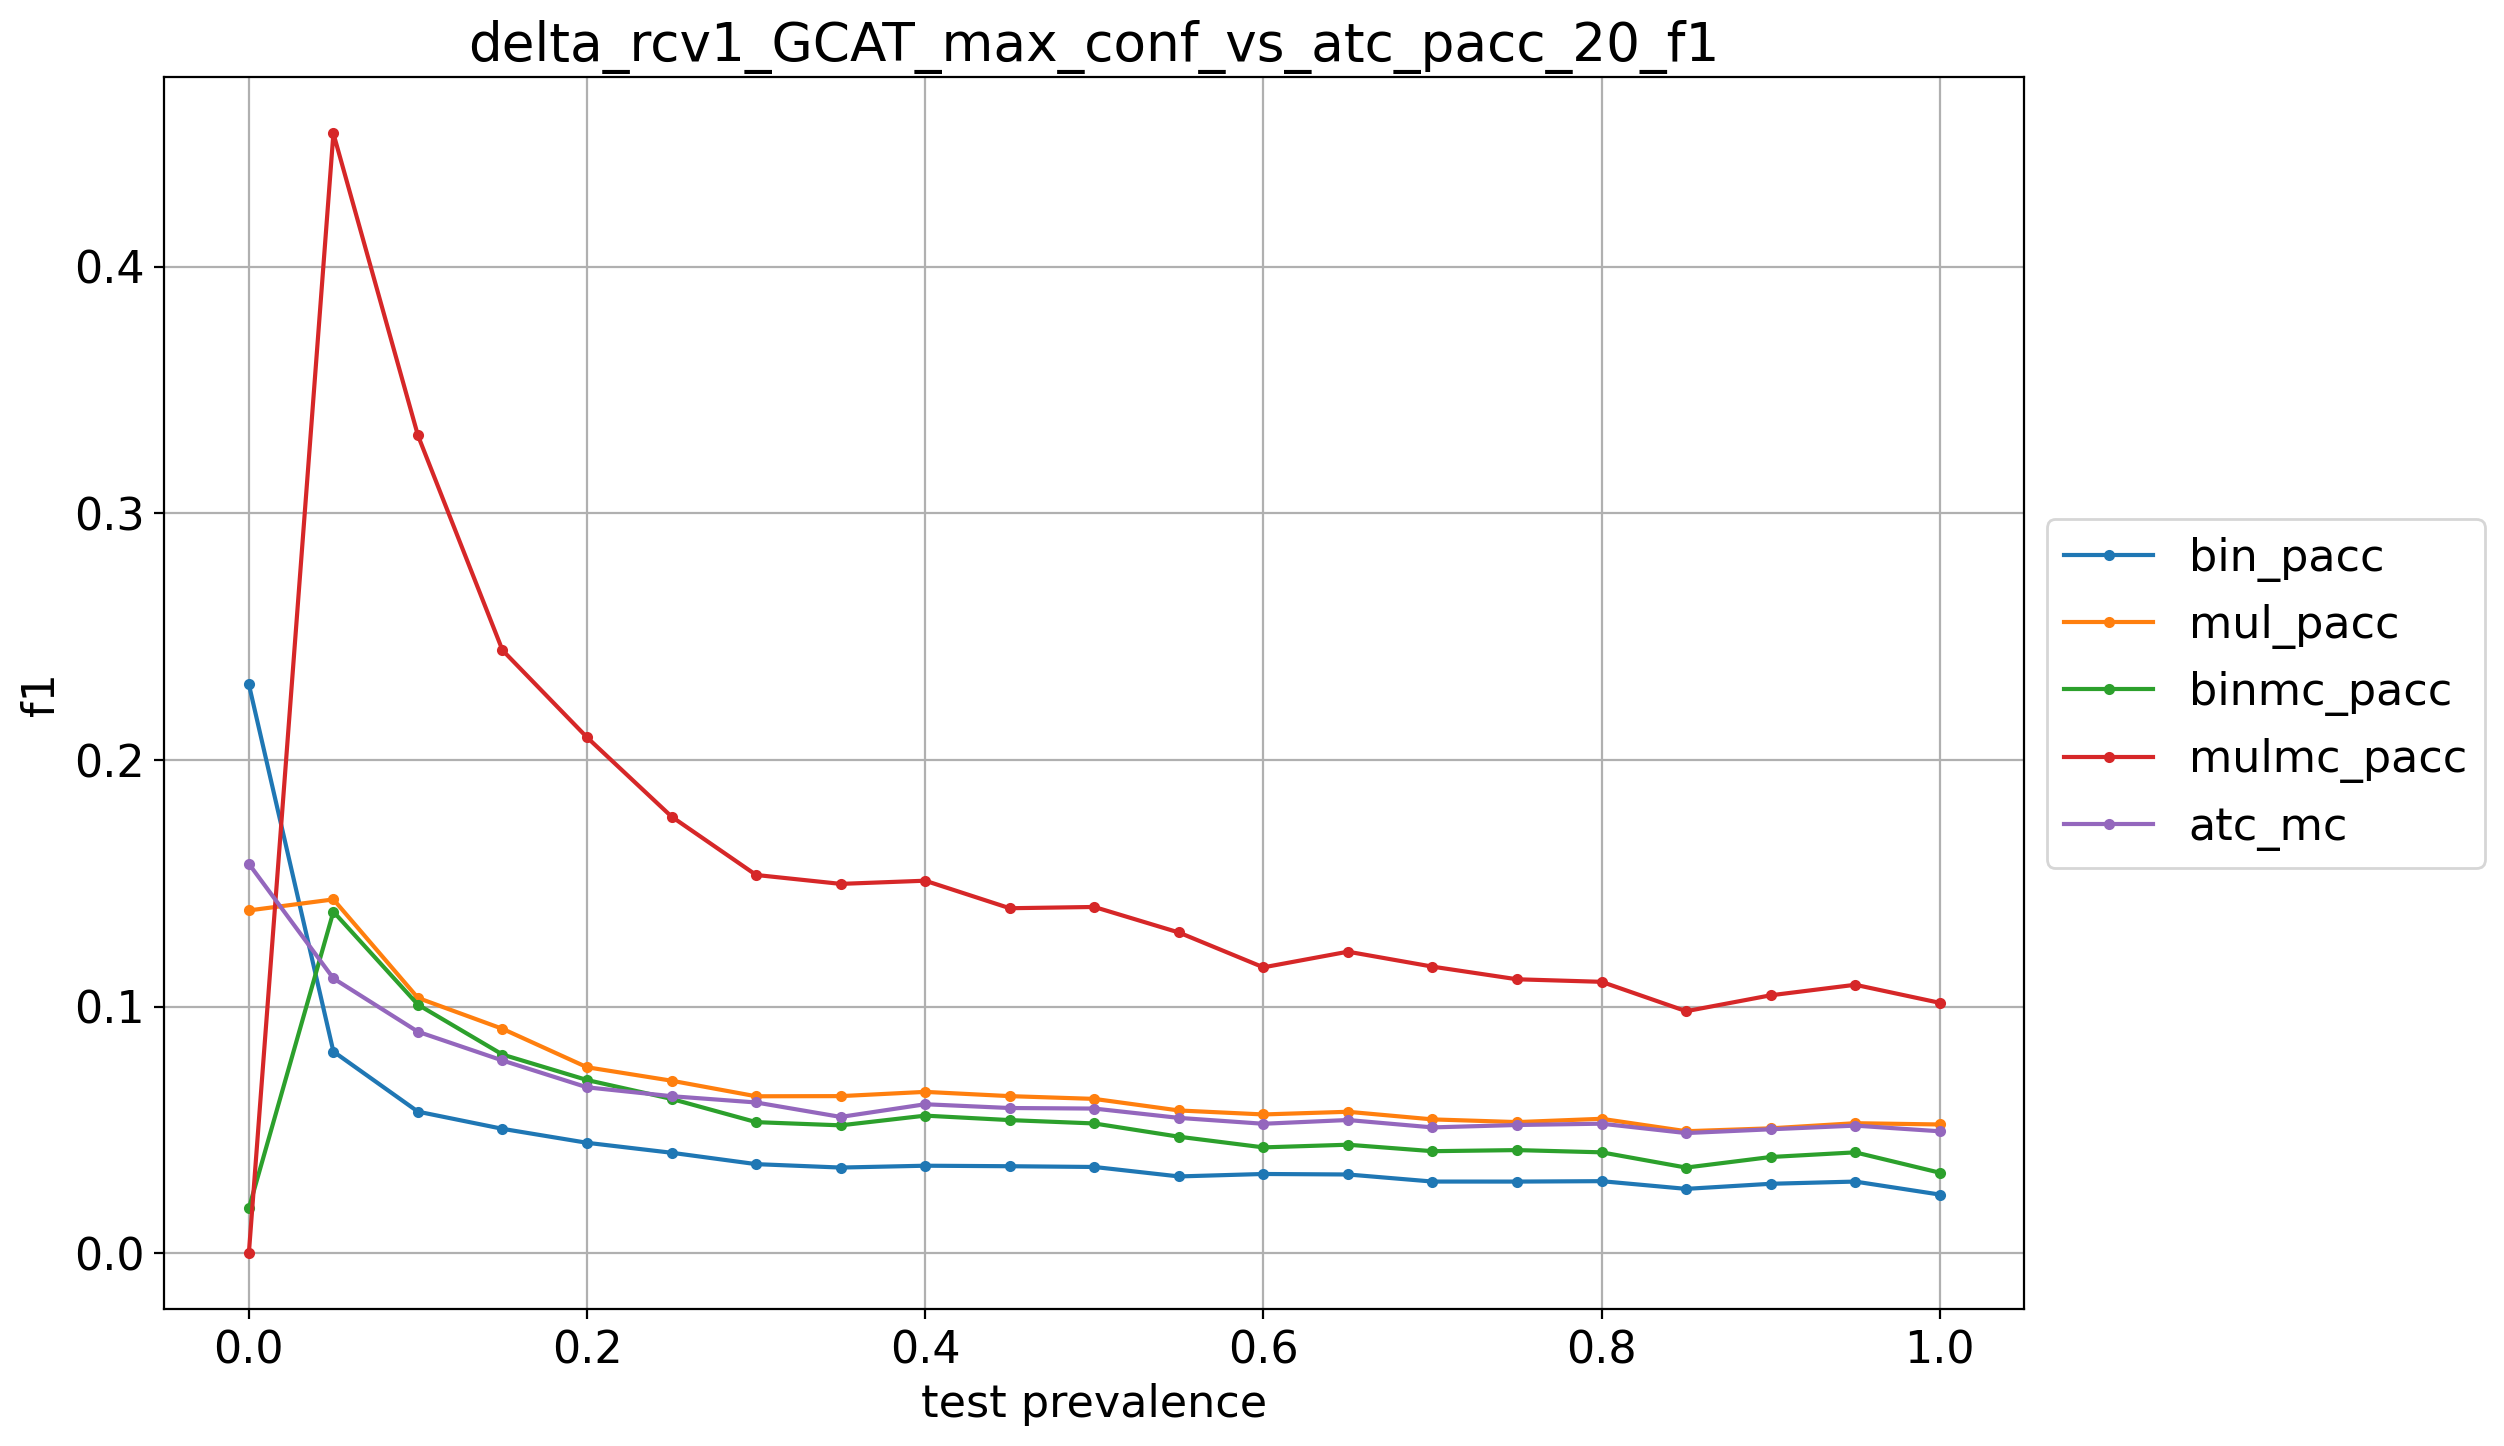 delta_rcv1_GCAT_max_conf_vs_atc_pacc_20_f1
f1
0.4
0.3
0.2
0.1
0.0
0.0 0.2 0.4 0.6 0.8 1.0
test prevalence
bin_pacc
mul_pacc
binmc_pacc
mulmc_pacc
atc_mc